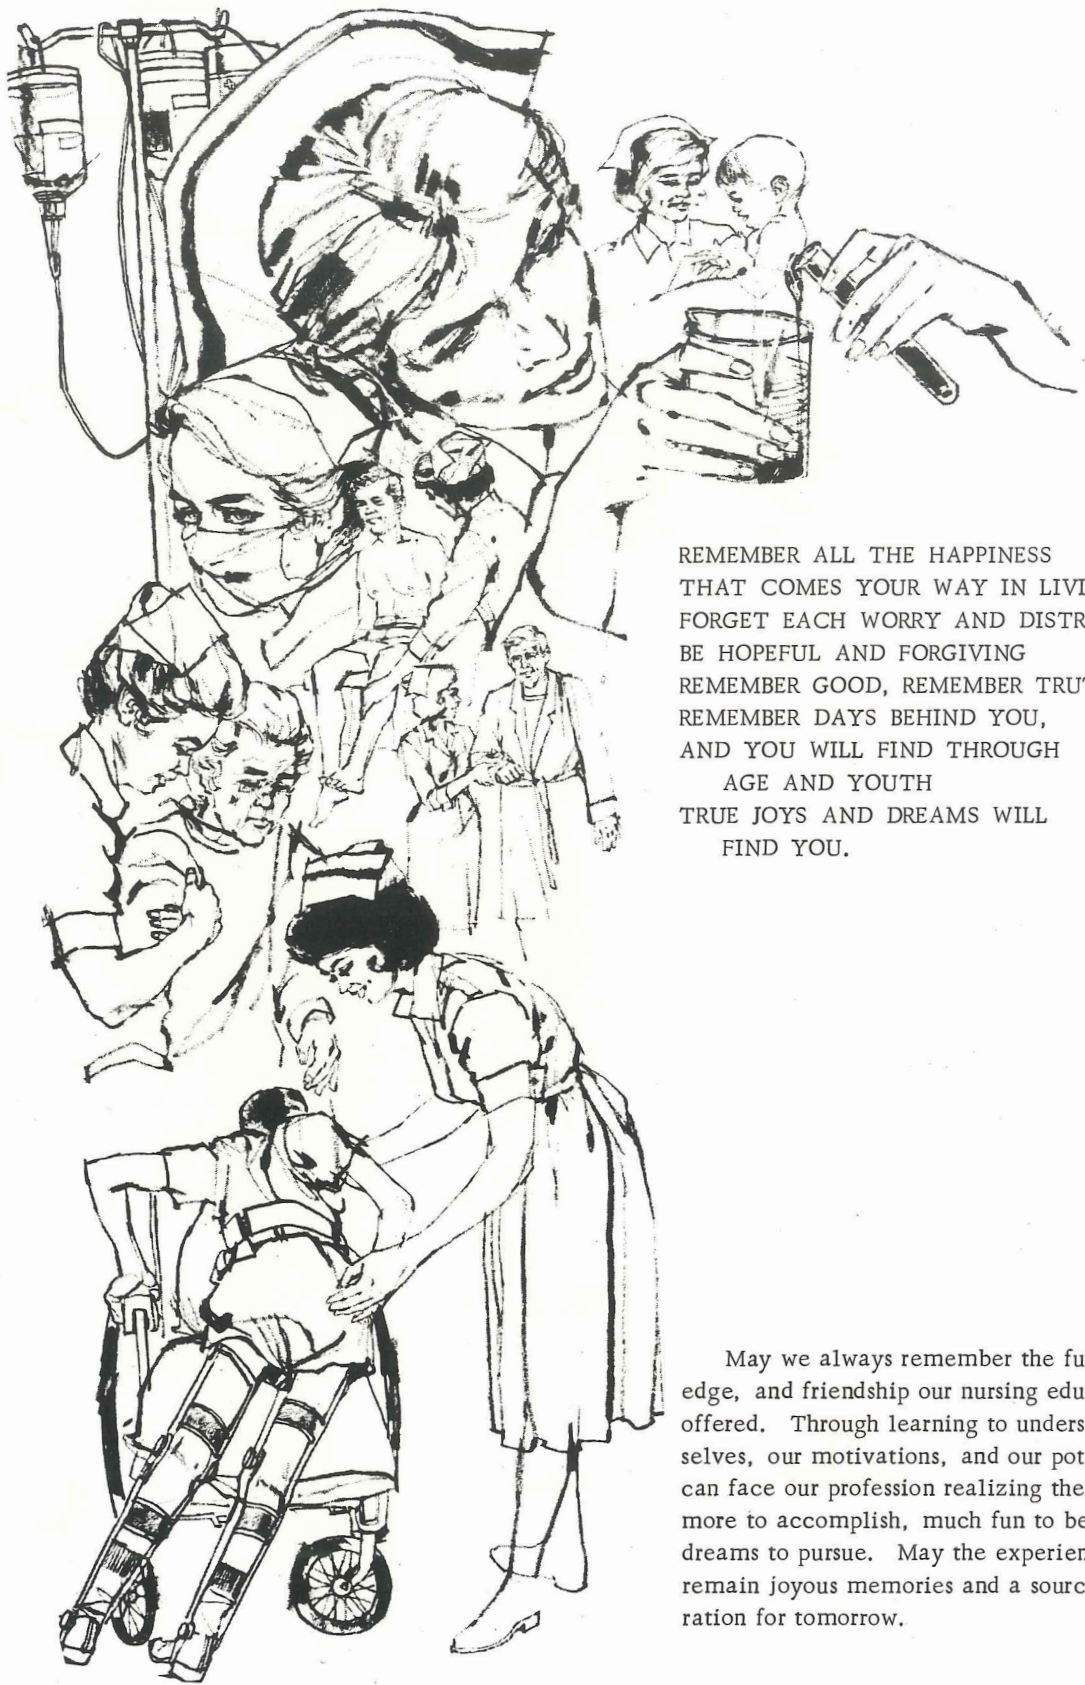 REMEMBER ALL THE HAPPINESS
THAT COMES YOUR WAY IN LIVI
FORGET EACH WORRY AND DISTR
BE HOPEFUL AND FORGIVING
REMEMBER GOOD, REMEMBER TRUT
REMEMBER DAYS BEHIND YOU,
AND YOU WILL FIND THROUGH
AGE AND YOUTH
TRUE JOYS AND DREAMS WILL
FIND YOU.
May we always remember the fu
edge, and friendship our nursing edu
offered. Through learning to unders
selves, our motivations, and our pot
can face our profession realizing the
more to accomplish, much fun to be
dreams to pursue. May the experien
remain joyous memories and a sourc
ration for tomorrow.